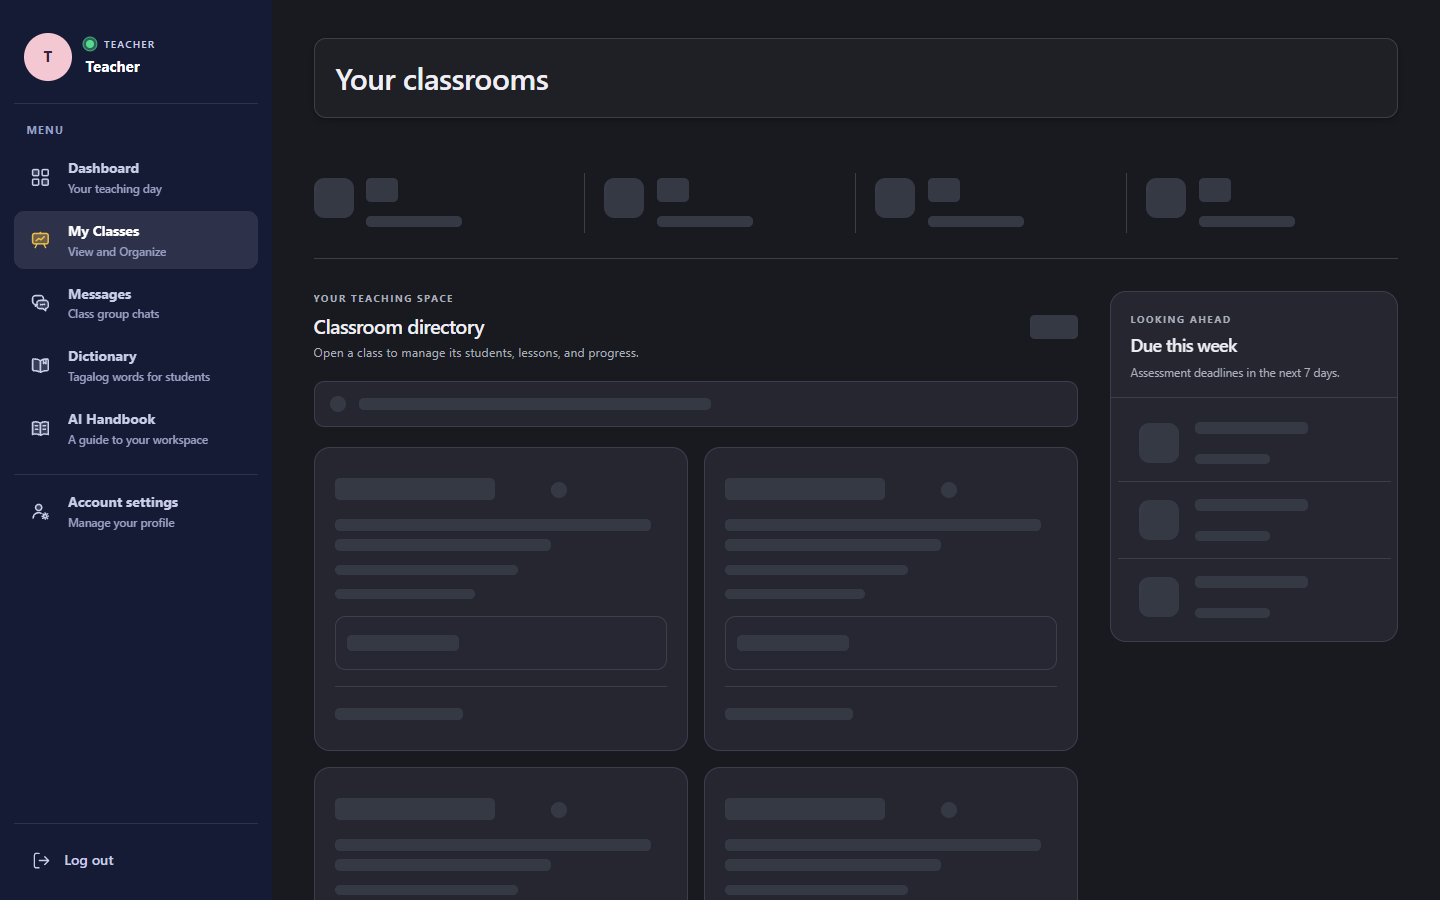 T
TEACHER
Teacher
MENU
Dashboard
Your teaching day
My Classes
View and Organize
Messages
Class group chats
Dictionary
Tagalog words for students
AI Handbook
A guide to your workspace
Account settings
Manage your profile
Log out
Your classrooms
YOUR TEACHING SPACE
Classroom directory
Open a class to manage its students, lessons, and progress.
LOOKING AHEAD
Due this week
Assessment deadlines in the next 7 days.